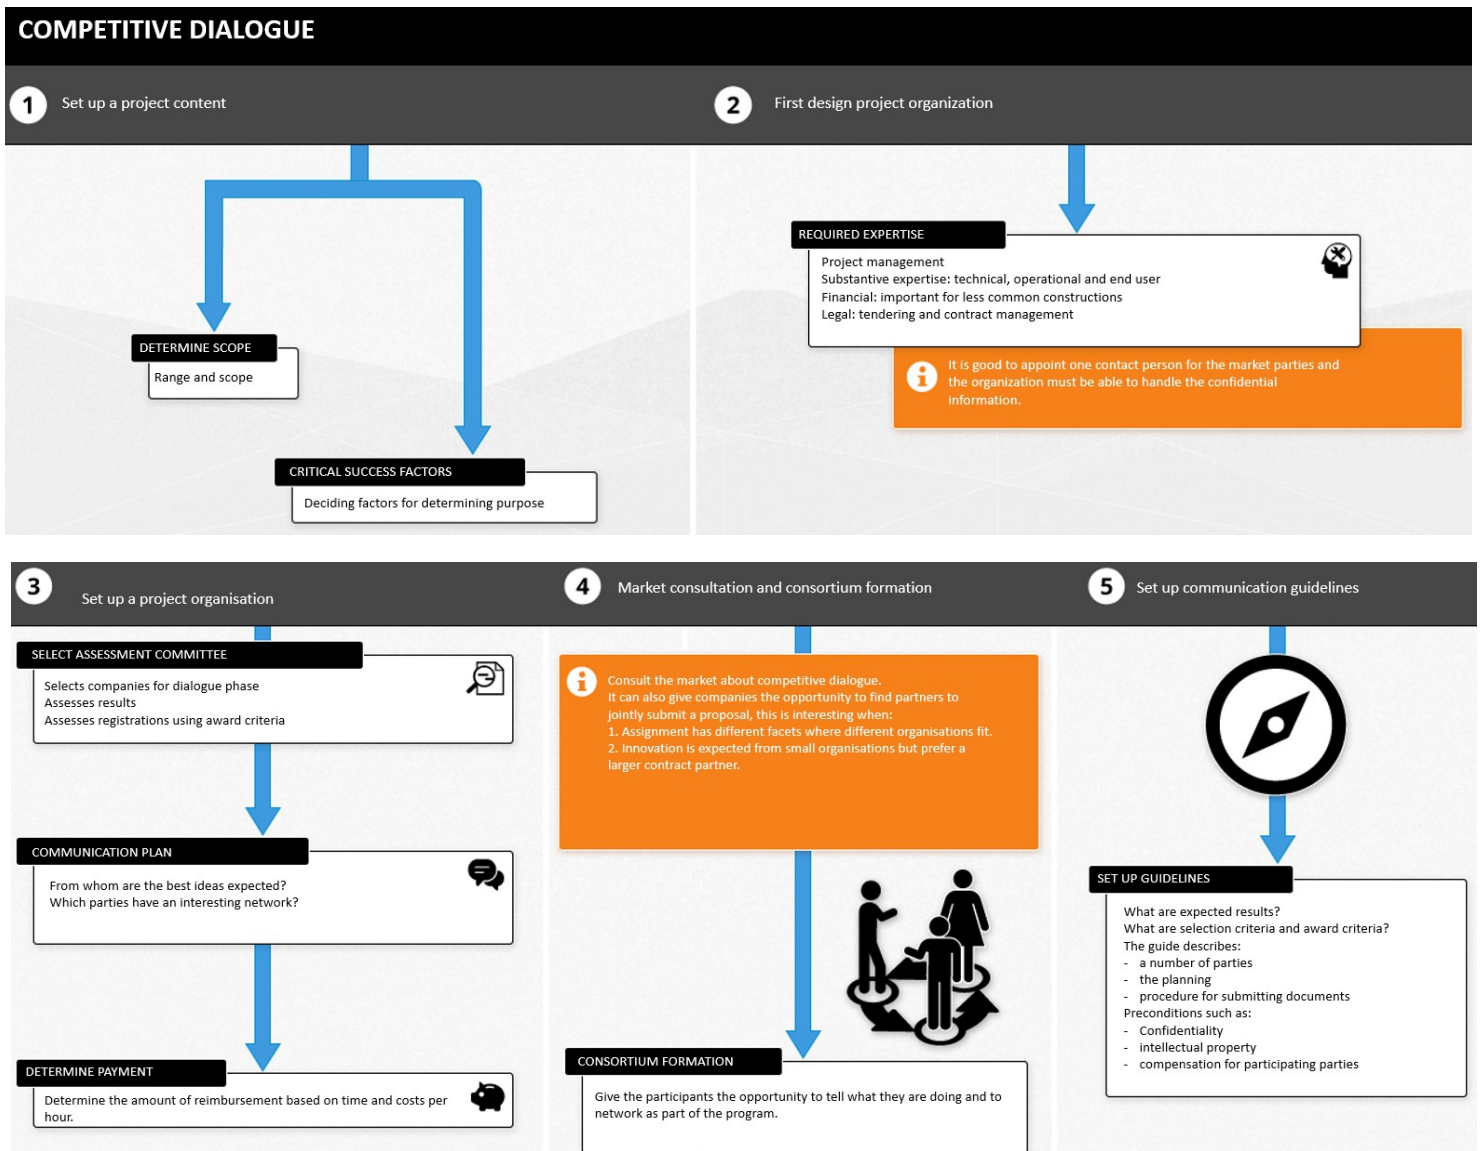 COMPETITIVE DIALOGUE
1
Set up a project content
2
First design project organization
DETERMINE SCOPE
Range and scope
CRITICAL SUCCESS FACTORS
Deciding factors for determining purpose
REQUIRED EXPERTISE
Project management
Substantive expertise: technical, operational and end user
Financial: important for less common constructions
Legal: tendering and contract management
It is good to appoint one contact person for the market parties and
the organization must be able to handle the confidential
information.
3
Set up a project organisation
SELECT ASSESSMENT COMMITTEE
Selects companies for dialogue phase
Assesses results
Assesses registrations using award criteria
COMMUNICATION PLAN
From whom are the best ideas expected?
Which parties have an interesting network?
DETERMINE PAYMENT
Determine the amount of reimbursement based on time and costs per
hour.
4
Market consultation and consortium formation
Consult the market about competitive dialogue.
It can also give companies the opportunity to find partners to
jointly submit a proposal, this is interesting when:
1. Assignment has different facets where different organisations fit.
2. Innovation is expected from small organisations but prefer a
larger contract partner.
CONSORTIUM FORMATION
Give the participants the opportunity to tell what they are doing and to
network as part of the program.
5
Set up communication guidelines
SET UP GUIDELINES
What are expected results?
What are selection criteria and award criteria?
The guide describes:
- a number of parties
- the planning
- procedure for submitting documents
Preconditions such as:
- Confidentiality
- intellectual property
- compensation for participating parties